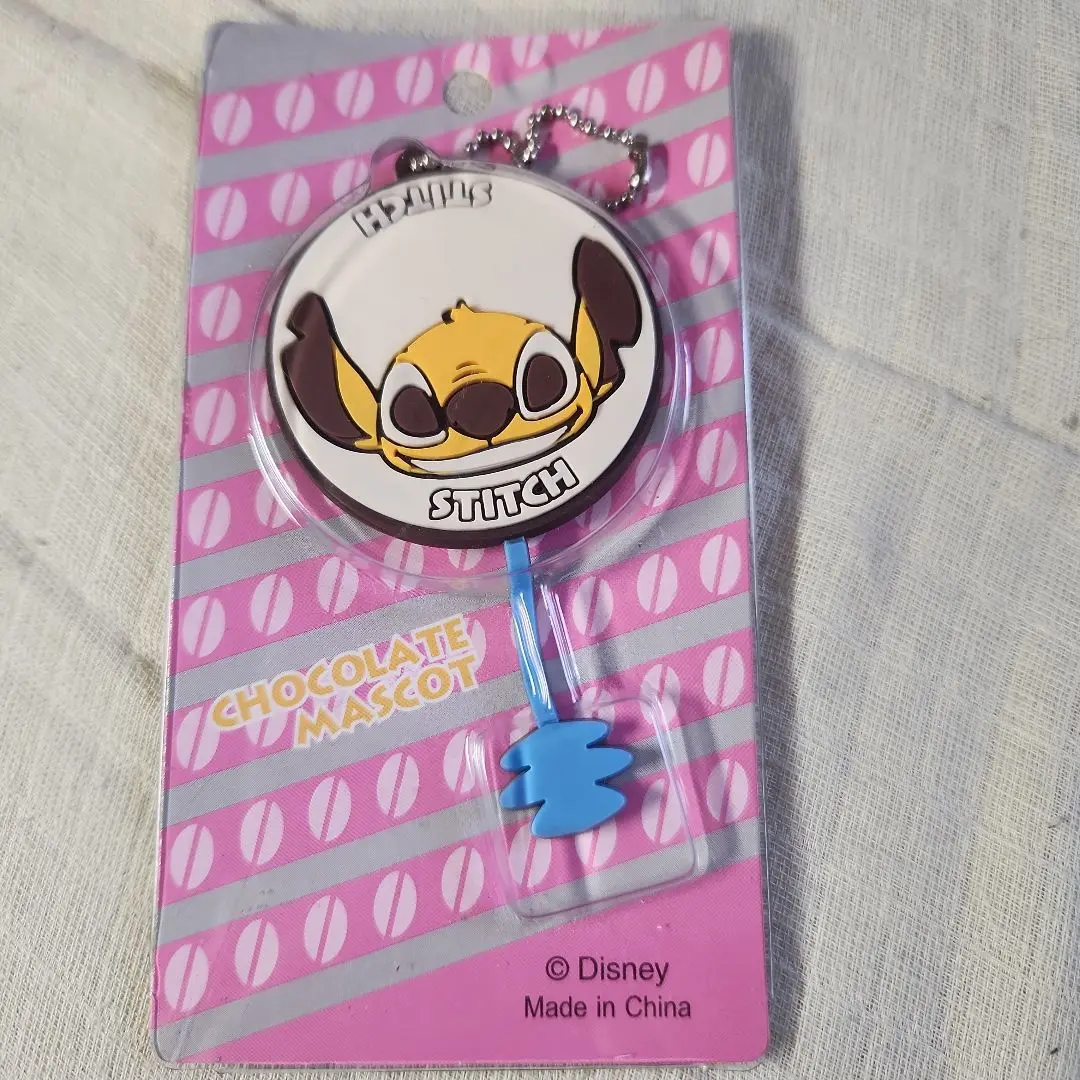 STITCH
STITCH
CHOCOLATE
MASCOT
© Disney
Made in China